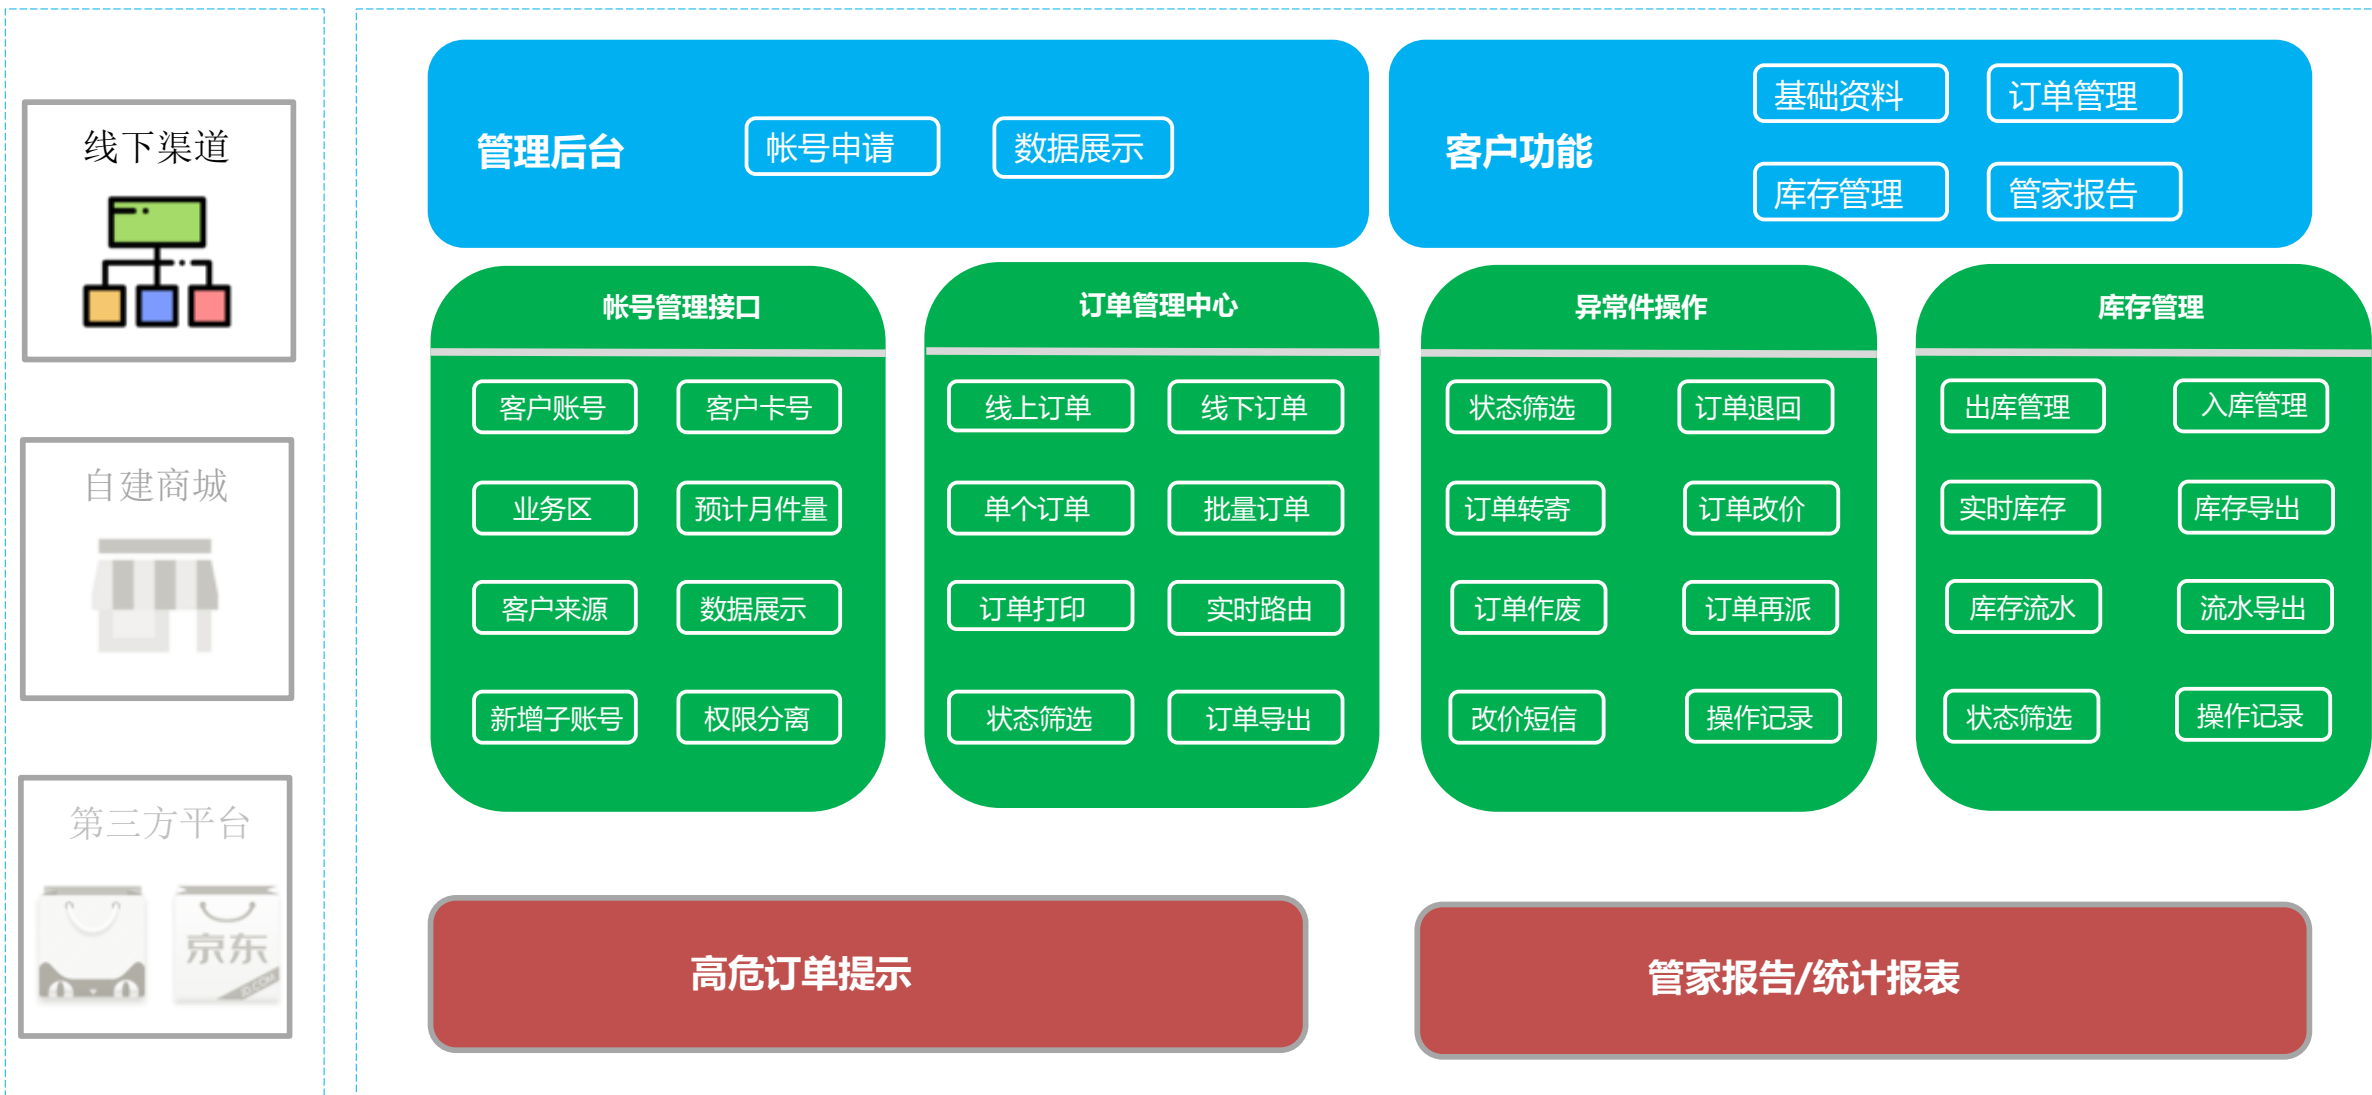 线下渠道
自建商城
第三方平台
京东
JD.COM
管理后台
帐号申请
数据展示
客户功能
基础资料
订单管理
库存管理
管家报告
帐号管理接口
客户账号
客户卡号
业务区
预计月件量
客户来源
数据展示
新增子账号
权限分离
订单管理中心
线上订单
线下订单
单个订单
批量订单
订单打印
实时路由
状态筛选
订单导出
异常件操作
状态筛选
订单退回
订单转寄
订单改价
订单作废
订单再派
改价短信
操作记录
库存管理
出库管理
入库管理
实时库存
库存导出
库存流水
流水导出
状态筛选
操作记录
高危订单提示
管家报告/统计报表